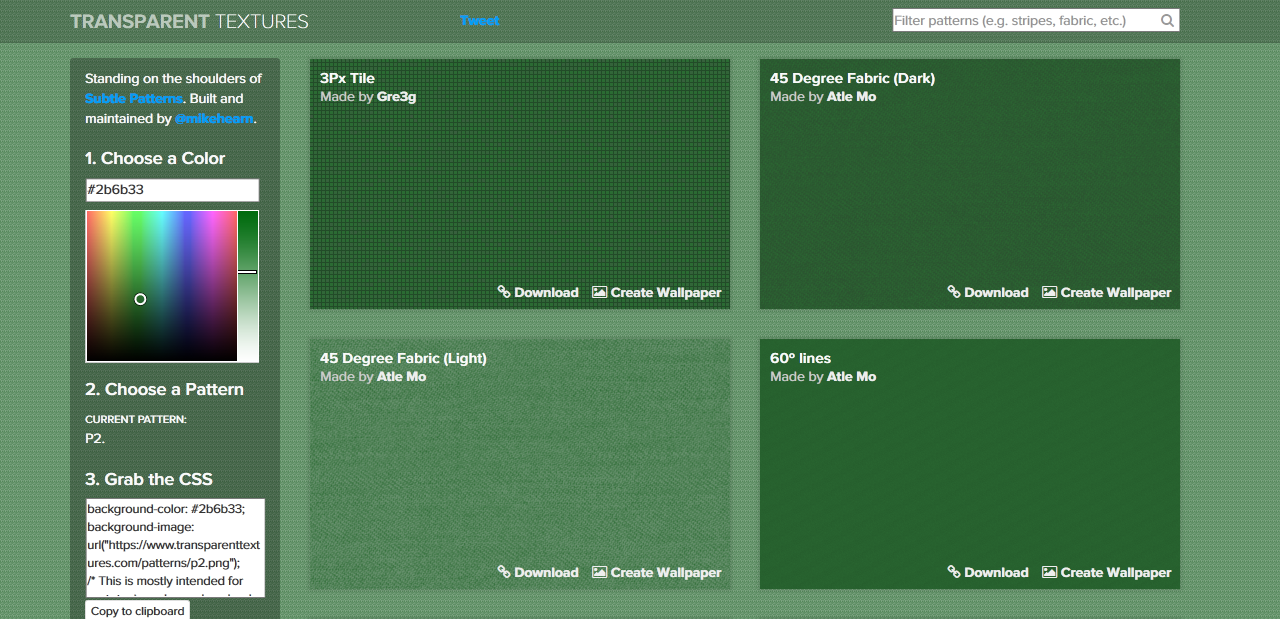 TRANSPARENT TEXTURES
Tweet
Filter patterns (e.g. stripes, fabric, etc.)
Standing on the shoulders of
Subtle Patterns. Built and
maintained by @mikehearn.
1. Choose a Color
#2b6b33
2. Choose a Pattern
CURRENT PATTERN:
P2.
3. Grab the CSS
background-color: #2b6b33;
background-image:
url("https://www.transparenttext
ures.com/patterns/p2.png");
/* This is mostly intended for
Copy to clipboard
3Px Tile
Made by Gre3g
Download Create Wallpaper
45 Degree Fabric (Dark)
Made by Atle Mo
Download Create Wallpaper
45 Degree Fabric (Light)
Made by Atle Mo
Download Create Wallpaper
60º lines
Made by Atle Mo
Download Create Wallpaper